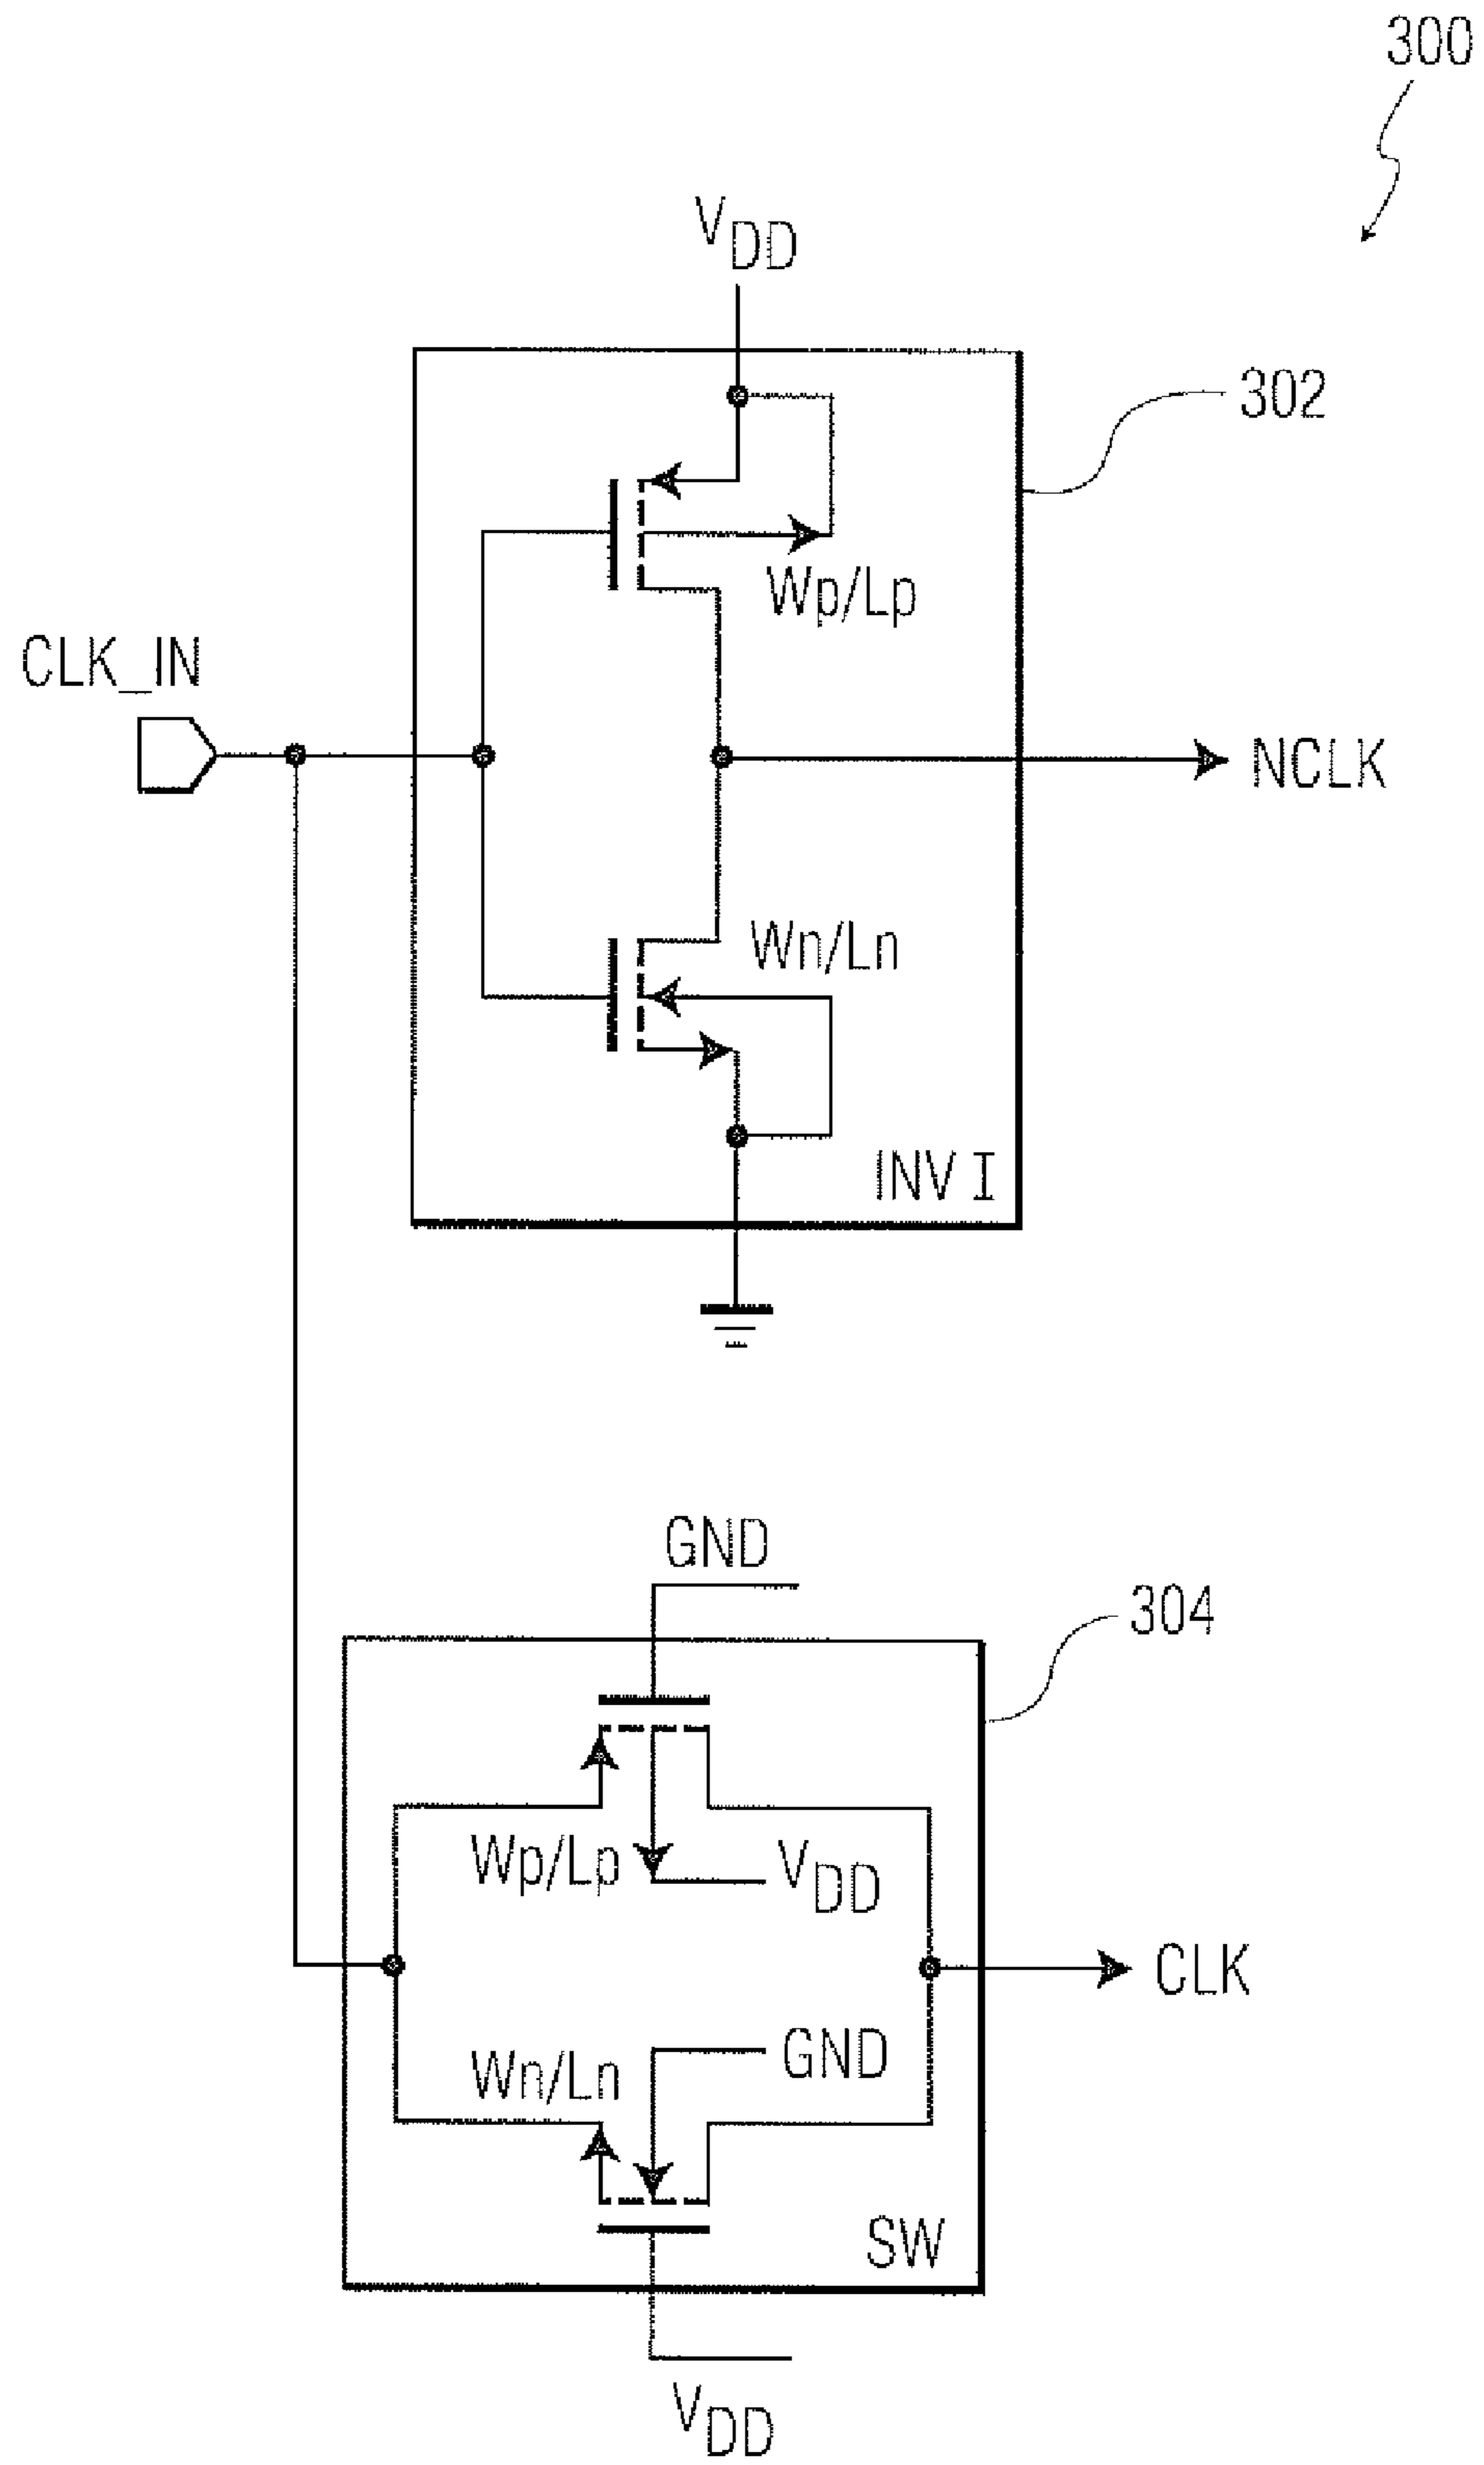 300
VDD
302
Wp/Lp
CLK_IN
NCLK
Wn/Ln
INV I
GND
304
Wp/Lp
VDD
CLK
GND
Wn/Ln
SW
VDD